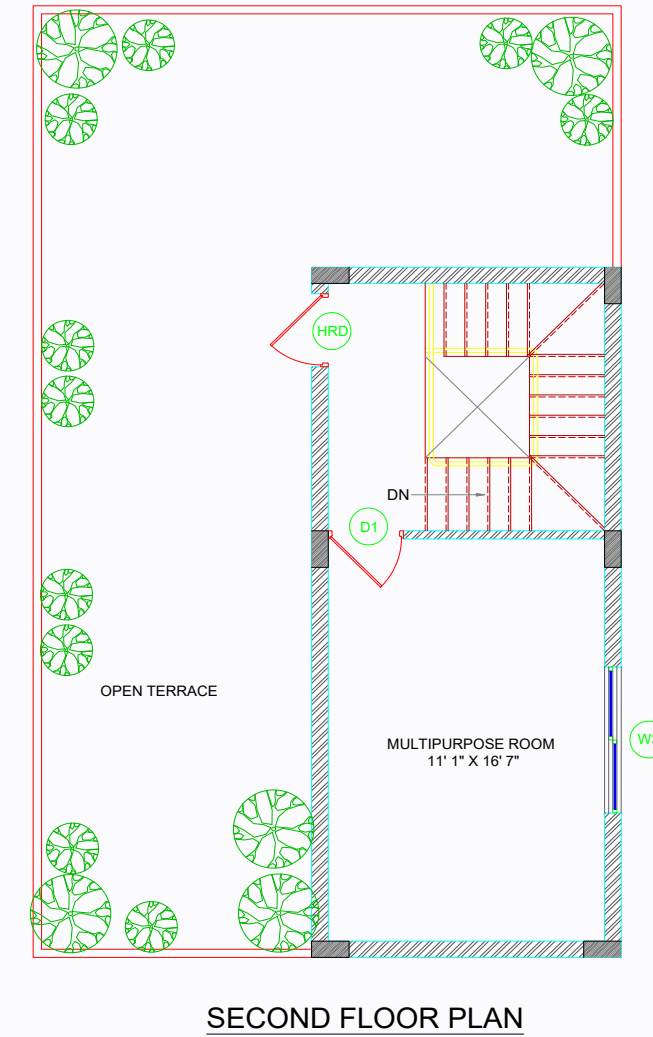 HRD
DN
D1
OPEN TERRACE
MULTIPURPOSE ROOM
11' 1" X 16' 7"
SECOND FLOOR PLAN